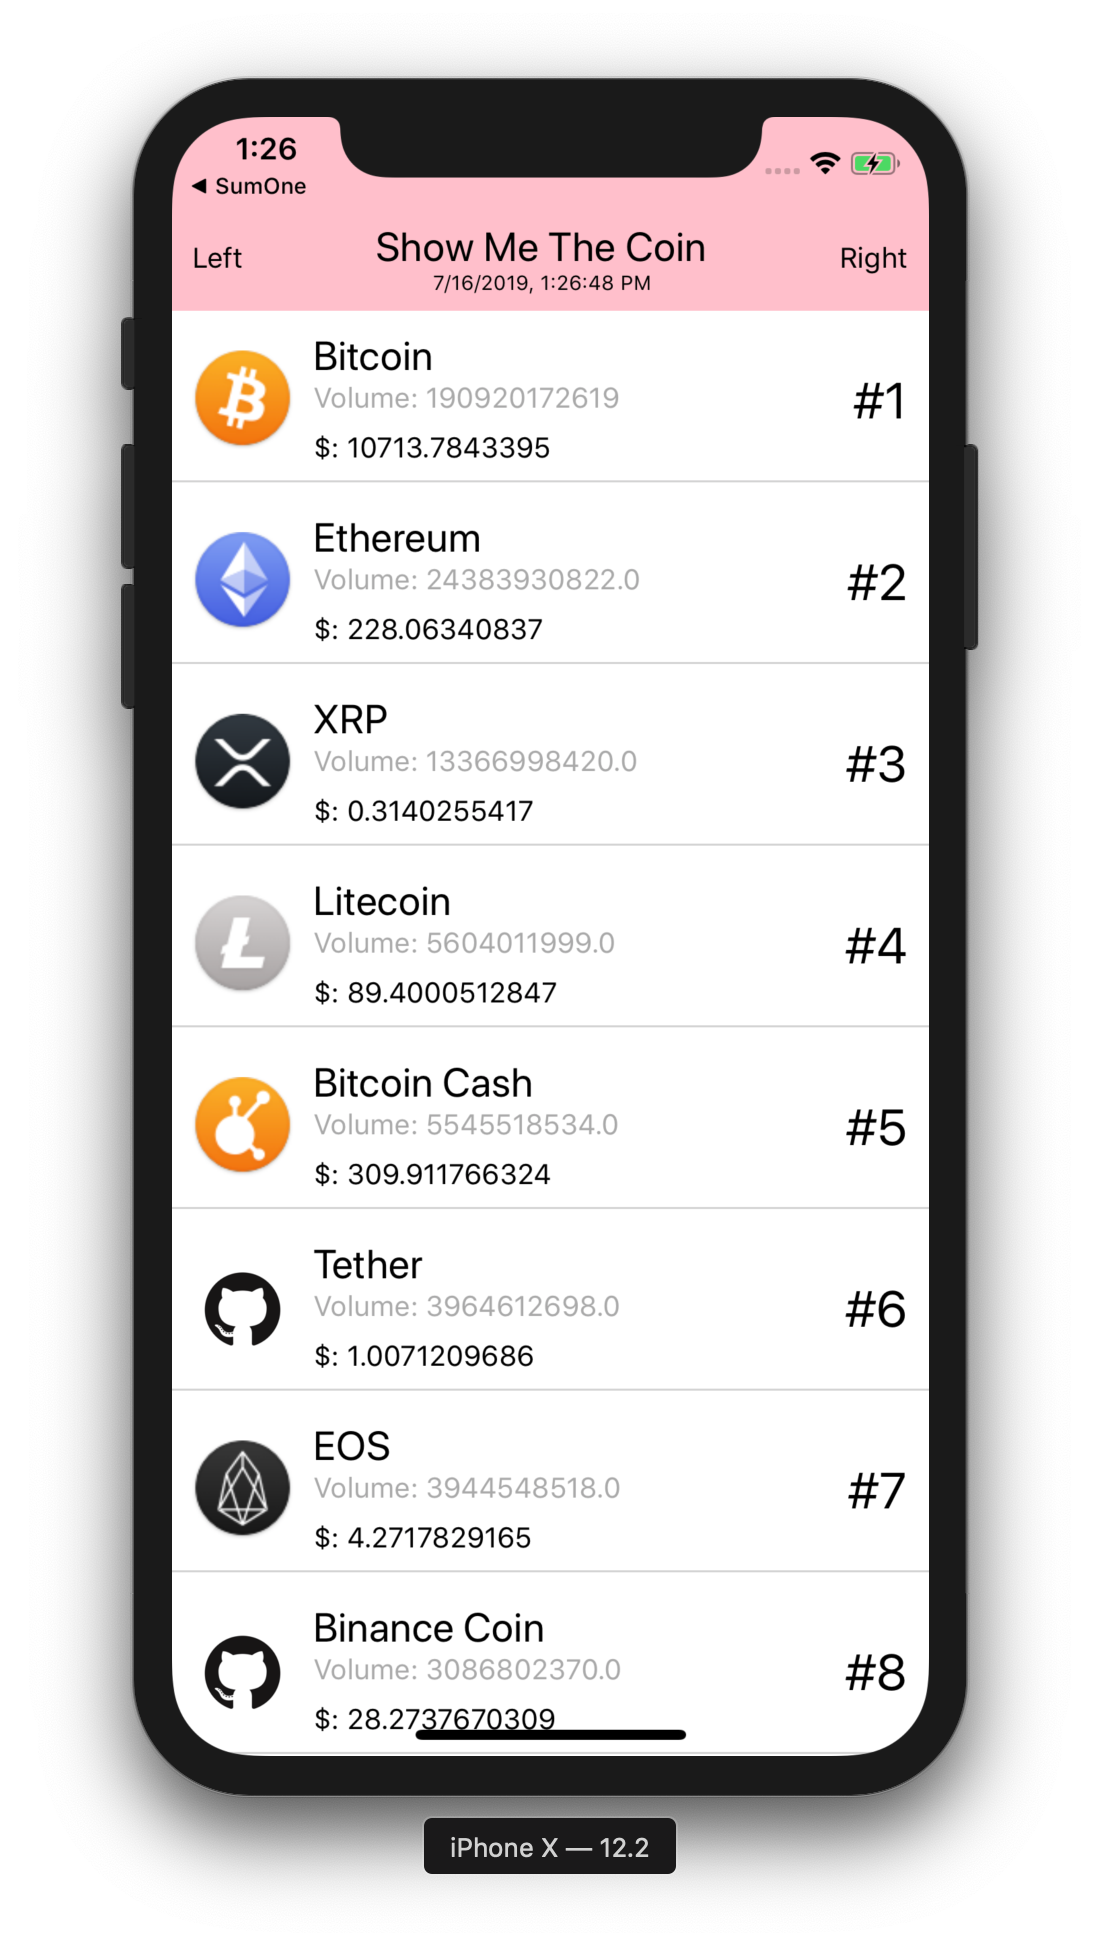 1:26
◀ SumOne
Left
Show Me The Coin
7/16/2019, 1:26:48 PM
Right
Bitcoin
Volume: 190920172619
$: 10713.7843395
#1
Ethereum
Volume: 24383930822.0
$: 228.06340837
#2
XRP
Volume: 13366998420.0
$: 0.3140255417
#3
Litecoin
Volume: 5604011999.0
$: 89.4000512847
#4
Bitcoin Cash
Volume: 5545518534.0
$: 309.911766324
#5
Tether
Volume: 3964612698.0
$: 1.0071209686
#6
EOS
Volume: 3944548518.0
$: 4.2717829165
#7
Binance Coin
Volume: 3086802370.0
$: 28.2737670309
#8
iPhone X — 12.2